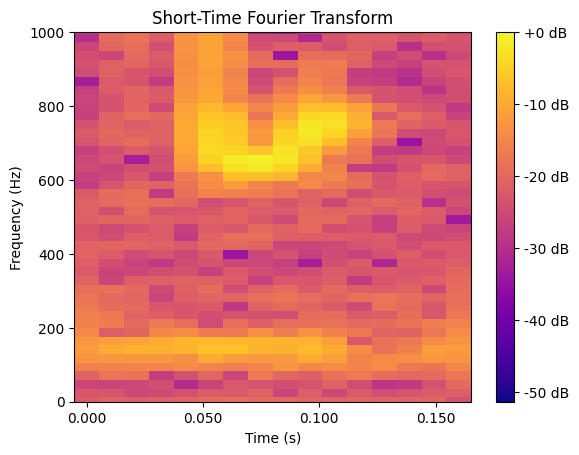 Short-Time Fourier Transform
1000
800
600
400
200
0
Frequency (Hz)
0.000
0.050
0.100
0.150
Time (s)
+0 dB
-10 dB
-20 dB
-30 dB
-40 dB
-50 dB